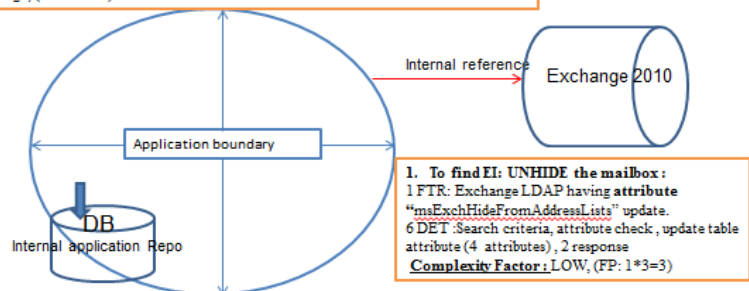 Internal reference
Exchange 2010
Application boundary
1. To find EI: UNHIDE the mailbox :
1 FTR: Exchange LDAP having attribute
“msExchHideFromAddressLists” update.
6 DET :Search criteria, attribute check , update table
attribute (4 attributes) , 2 response
Complexity Factor : LOW, (FP: 1*3=3)
DB
Internal application Repo